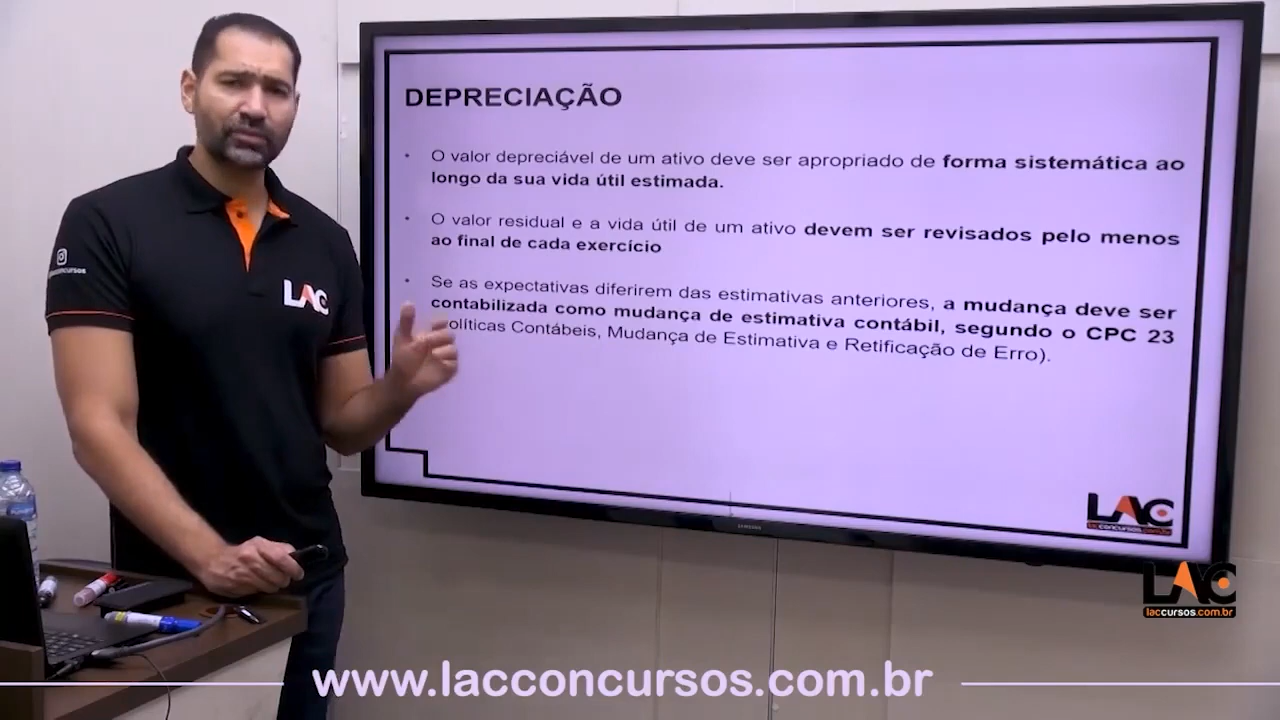 DEPRECIAÇÃO
• O valor depreciável de um ativo deve ser apropriado de forma sistemática ao
longo da sua vida útil estimada.
• O valor residual e a vida útil de um ativo devem ser revisados pelo menos
ao final de cada exercício
• Se as expectativas diferirem das estimativas anteriores, a mudança deve ser
contabilizada como mudança de estimativa contábil, segundo o CPC 23
Contábeis, Mudança de Estimativa e Retificação de Erro).
LAC
LAC
lacconcursos.com.br
SAMSUNG
LAC
laccursos.com.br
www.lacconcursos.com.br